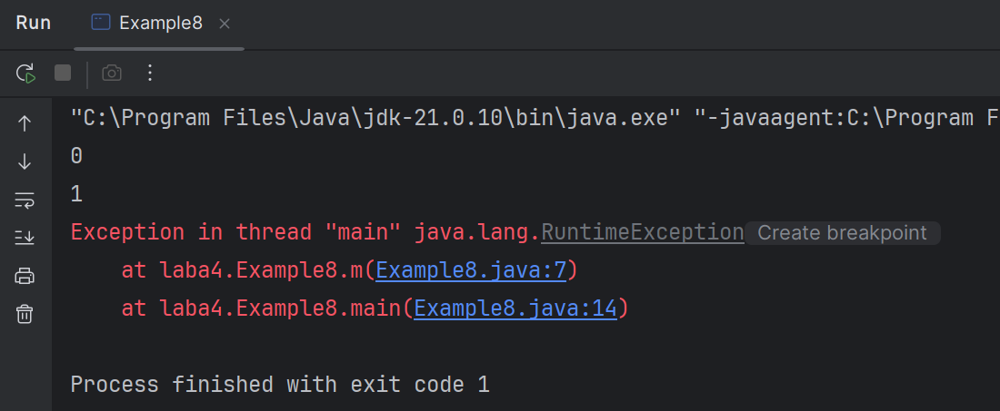 Run Example8
"C:\Program Files\Java\jdk-21.0.10\bin\java.exe" "-javaagent:C:\Program F
0
1
Exception in thread "main" java.lang.RuntimeException Create breakpoint
at laba4.Example8.m(Example8.java:7)
at laba4.Example8.main(Example8.java:14)
Process finished with exit code 1